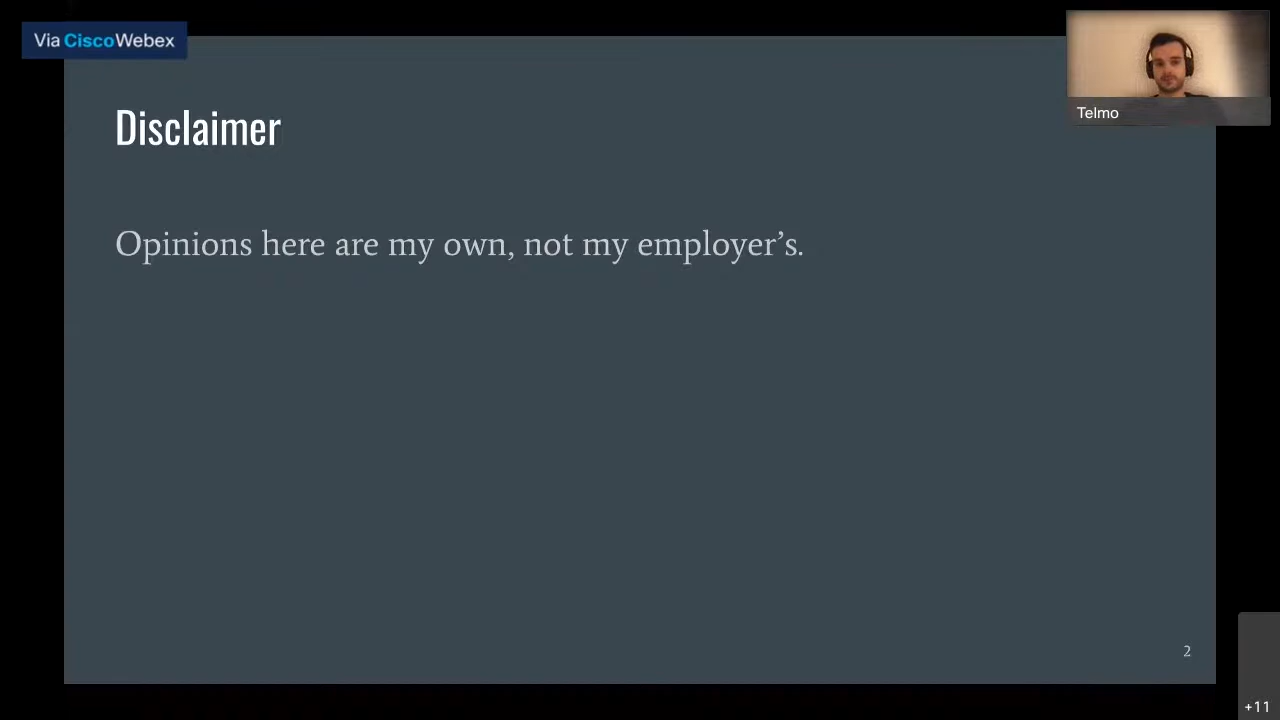 Via CiscoWebex
Telmo
Disclaimer
Opinions here are my own, not my employer’s.
2
+11